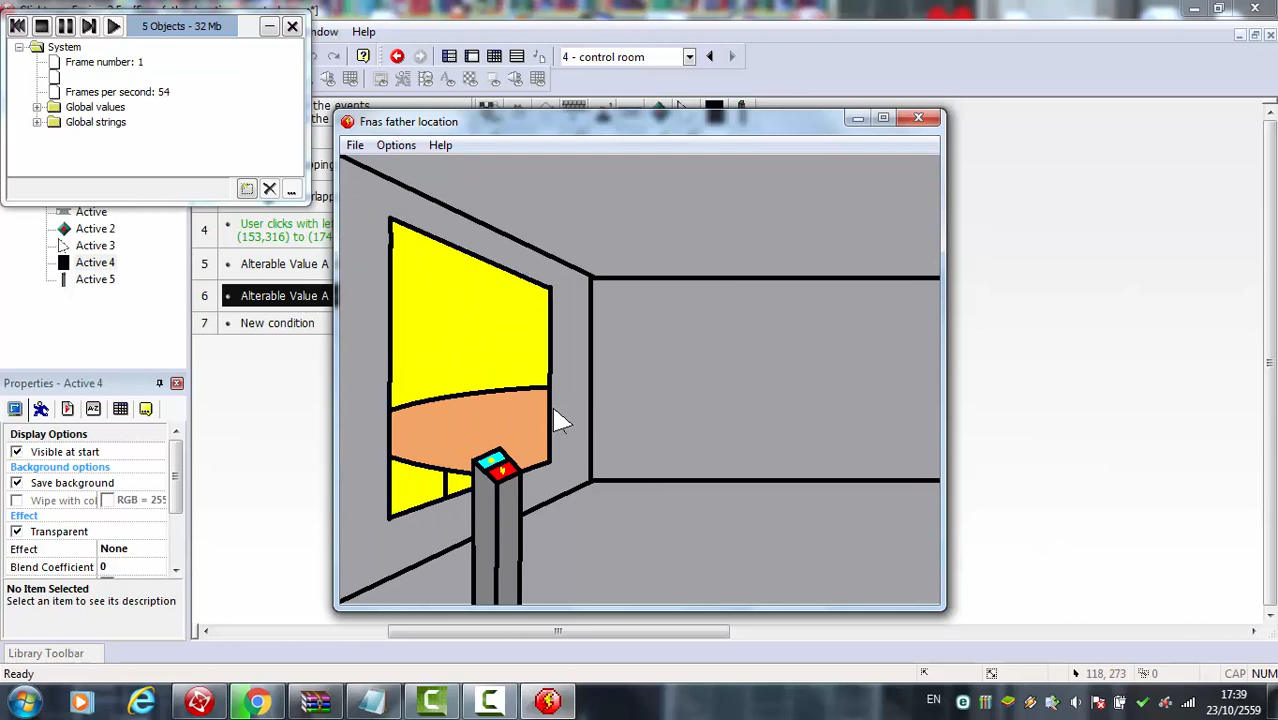 5 Objects - 32 Mb
System
Frame number: 1
Frames per second: 54
Global values
Global strings
Help
4 - control room
the events
the
Fnas father location
File Options Help
Active
Active 2
Active 3
Active 4
Active 5
4
User clicks with le
(153,316) to (174
5
Alterable Value A
6
Alterable Value A
7
New condition
Properties - Active 4
Display Options
Visible at start
Background options
Save background
Wipe with col
RGB = 255
Effect
Transparent
Effect
None
Blend Coefficient
0
No Item Selected
Select an item to see its description
Library Toolbar
Ready
118, 273
0
CAP
NUM
EN
17:39
23/10/2559